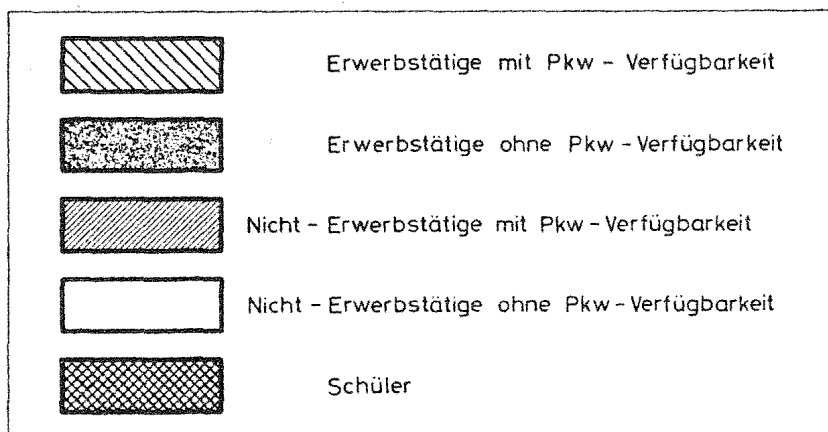 Erwerbstätige mit Pkw - Verfügbarkeit
Erwerbstätige ohne Pkw - Verfügbarkeit
Nicht - Erwerbstätige mit Pkw - Verfügbarkeit
Nicht - Erwerbstätige ohne Pkw - Verfügbarkeit
Schüler